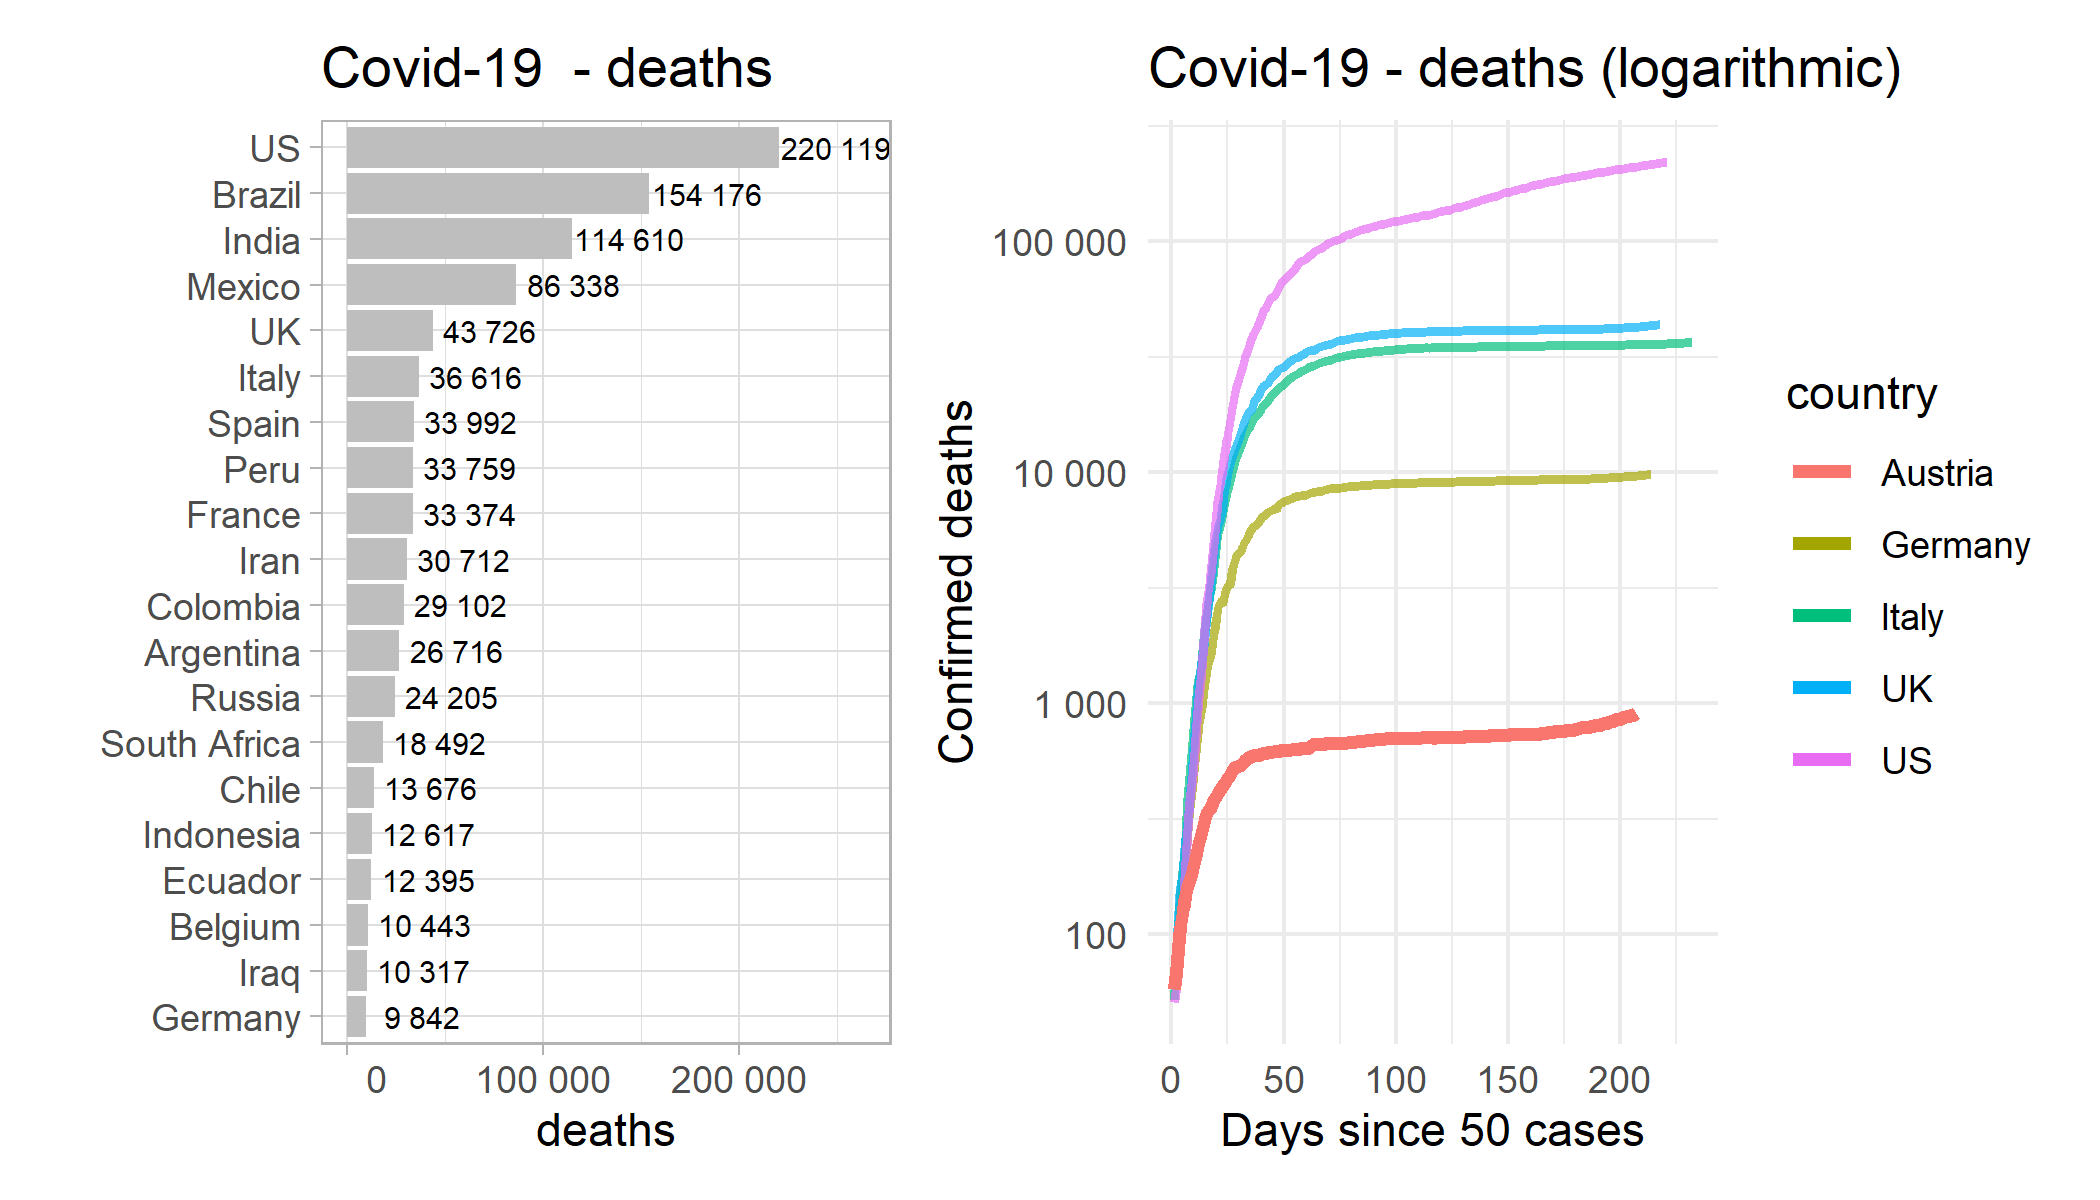 Covid-19  - deaths
US 220 119
Brazil 154 176
India 114 610
Mexico 86 338
UK 43 726
Italy 36 616
Spain 33 992
Peru 33 759
France 33 374
Iran 30 712
Colombia 29 102
Argentina 26 716
Russia 24 205
South Africa 18 492
Chile 13 676
Indonesia 12 617
Ecuador 12 395
Belgium 10 443
Iraq 10 317
Germany 9 842
0 100 000 200 000
deaths
Covid-19 - deaths (logarithmic)
Confirmed deaths
100 000
10 000
1 000
100
0 50 100 150 200
Days since 50 cases
country
Austria
Germany
Italy
UK
US